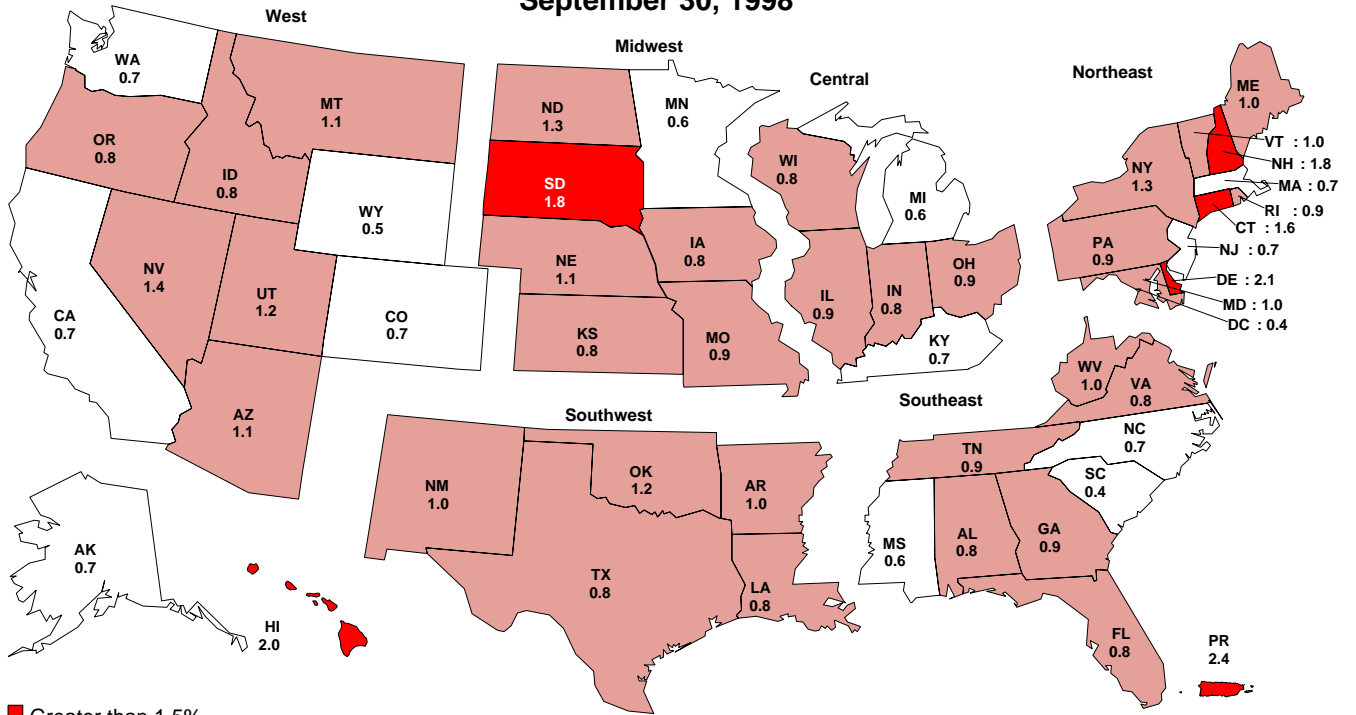 September 30, 1998
West
Midwest
Central
Northeast
WA
0.7
OR
0.8
CA
0.7
NV
1.4
ID
0.8
MT
1.1
WY
0.5
UT
1.2
CO
0.7
AZ
1.1
AK
0.7
HI
2.0
ND
1.3
SD
1.8
NE
1.1
KS
0.8
MN
0.6
IA
0.8
MO
0.9
WI
0.8
IL
0.9
MI
0.6
IN
0.8
OH
0.9
KY
0.7
ME
1.0
VT : 1.0
NH : 1.8
MA : 0.7
RI : 0.9
CT : 1.6
NJ : 0.7
DE : 2.1
MD : 1.0
DC : 0.4
NY
1.3
PA
0.9
Southwest
NM
1.0
OK
1.2
AR
1.0
TX
0.8
LA
0.8
Southeast
WV
1.0
VA
0.8
NC
0.7
TN
0.9
SC
0.4
MS
0.6
AL
0.8
GA
0.9
FL
0.8
PR
2.4
Greater than 1.5%